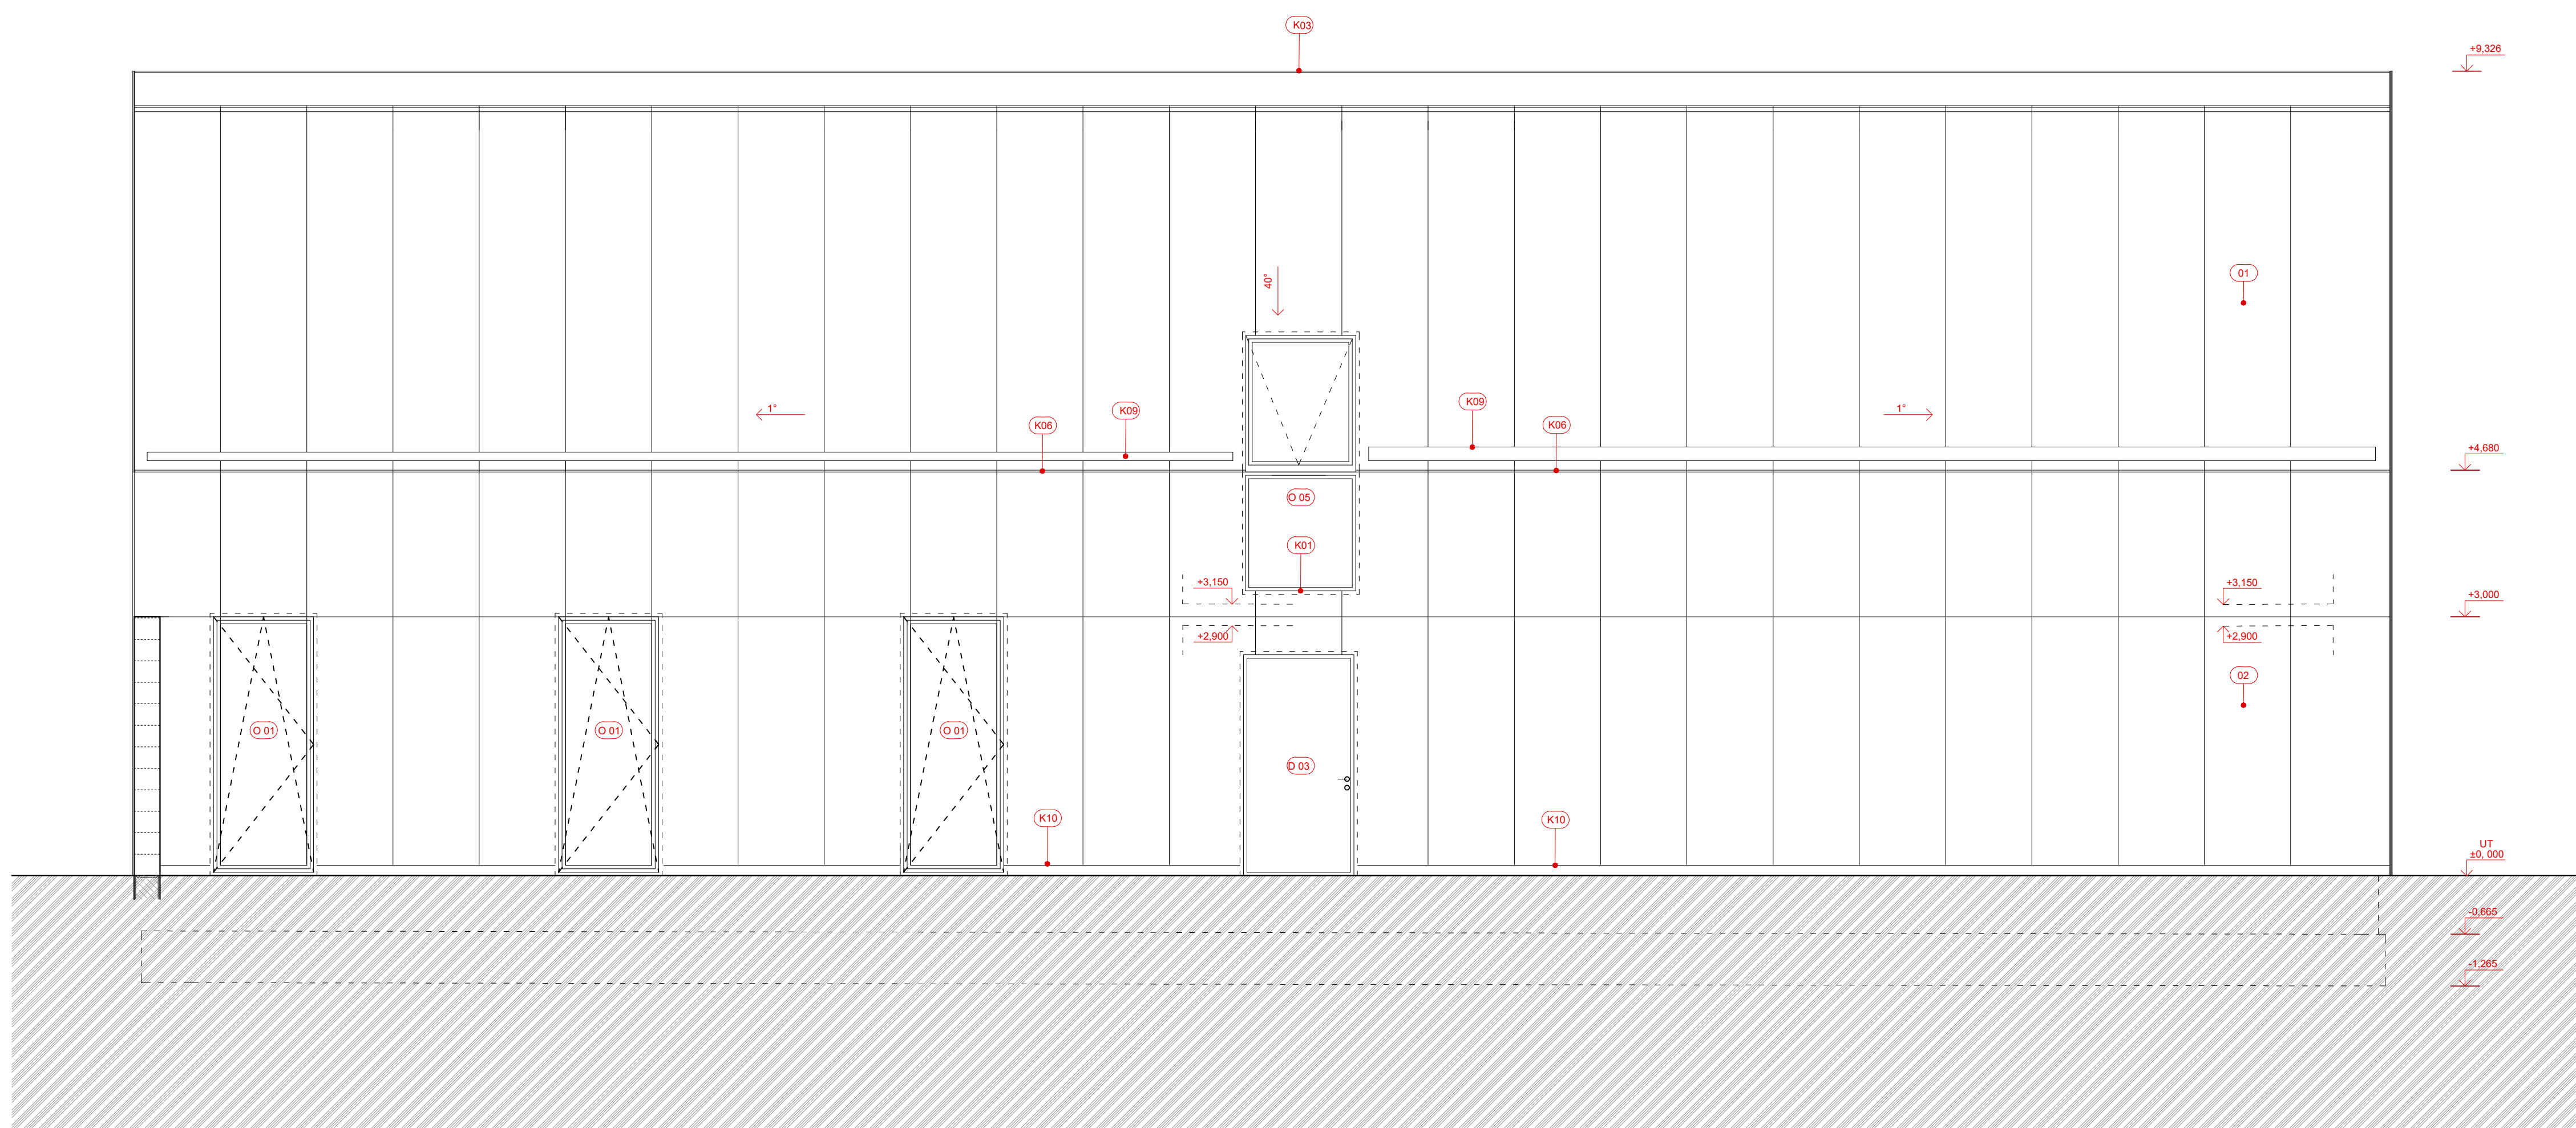 K03
+9,326
01
40°
K09
1°
1°
K09
K06
K06
+4,680
O 05
K01
+3,150
+3,150
+3,000
+2,900
+2,900
02
O 01
O 01
O 01
D 03
K10
K10
UT
±0, 000
-0,665
-1,265